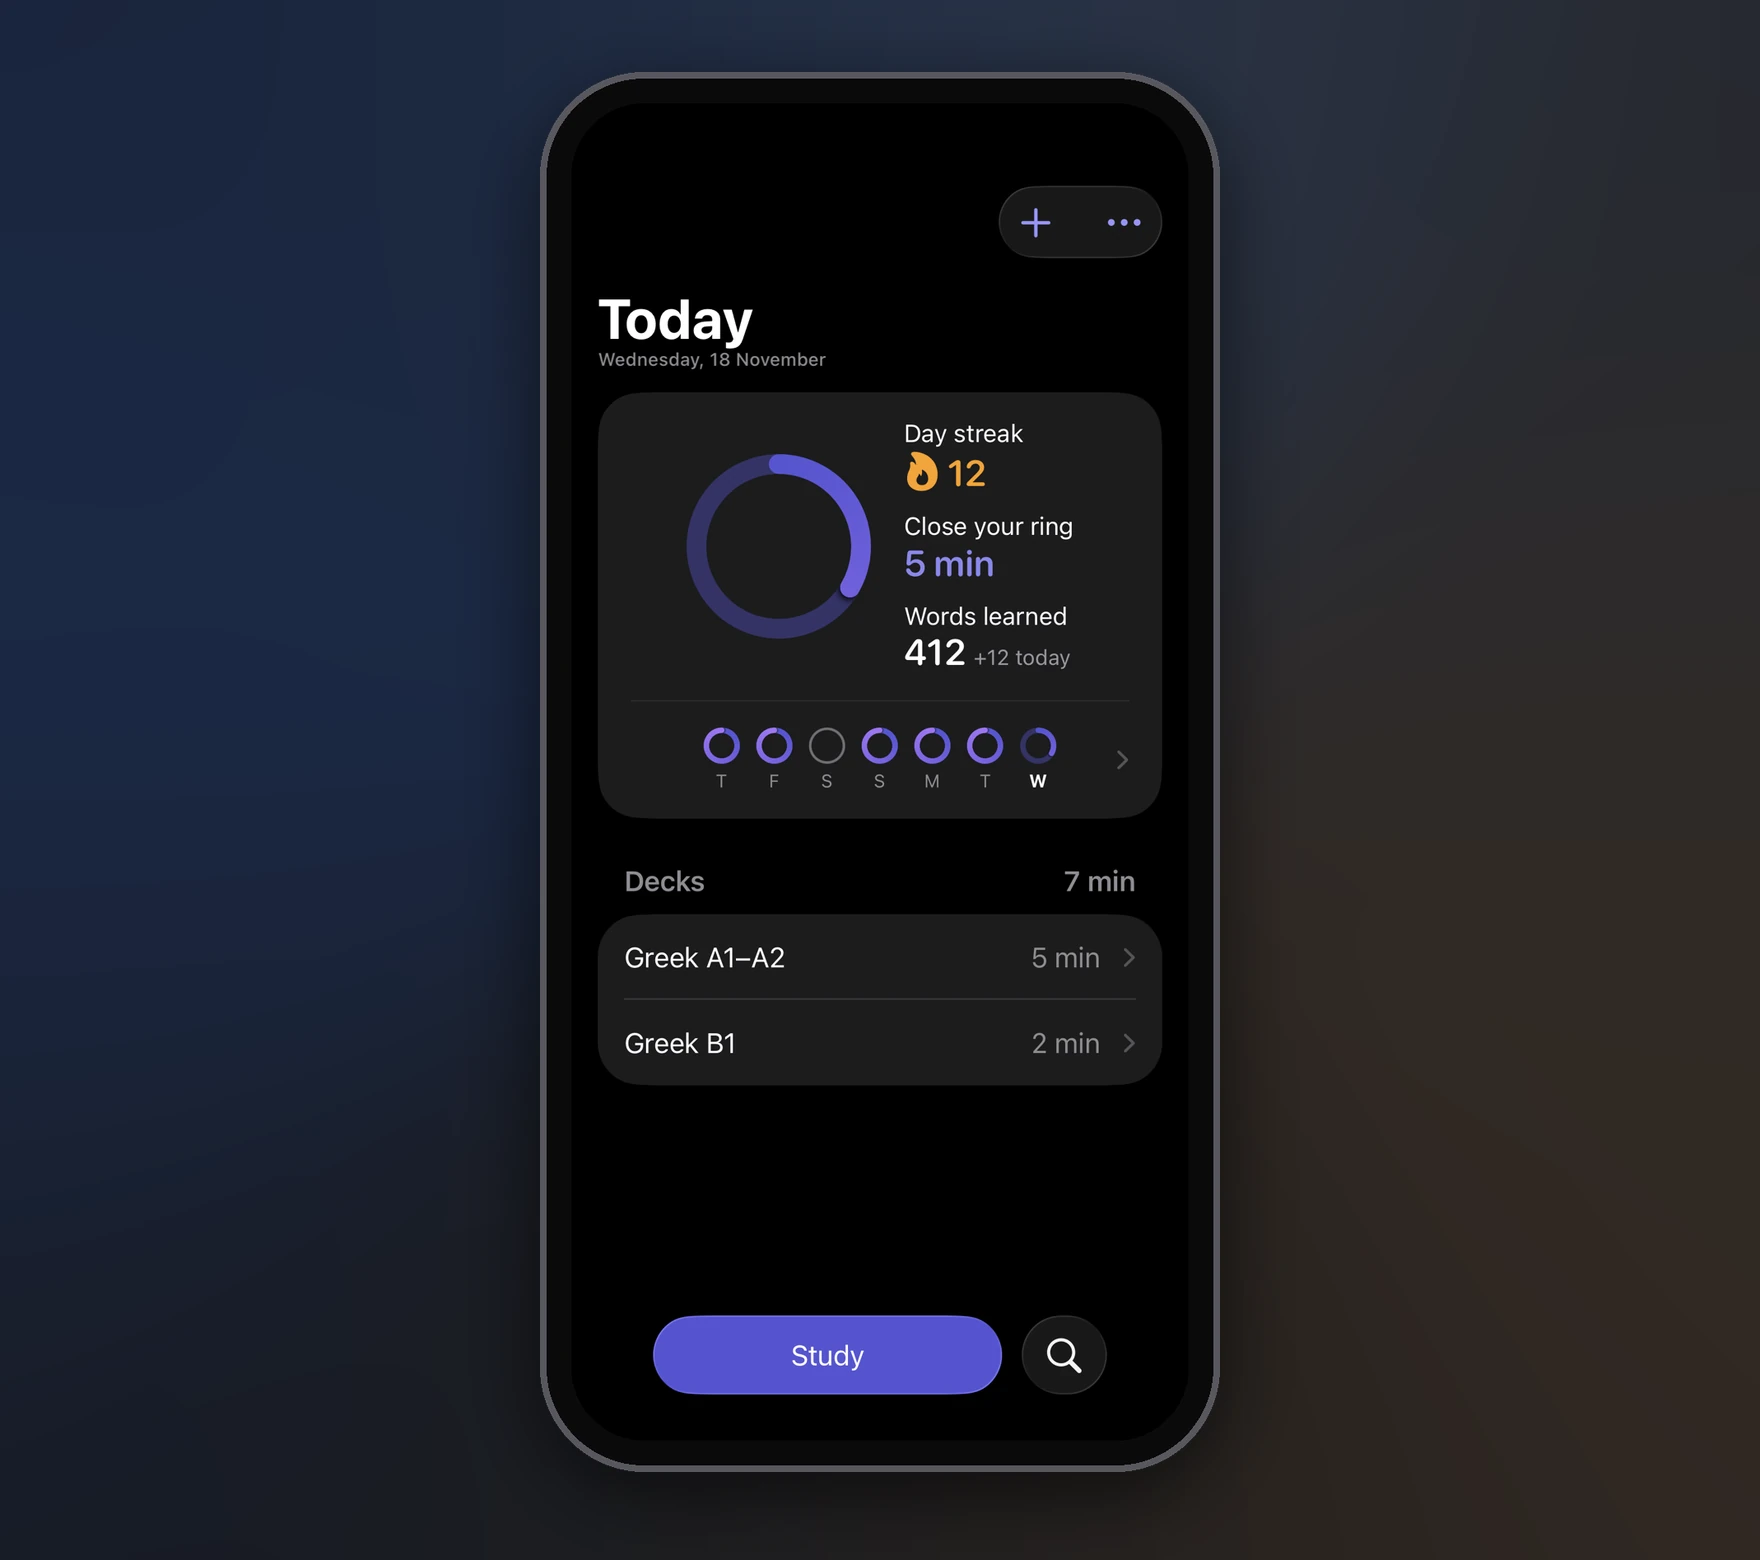 Today
Wednesday, 18 November
Day streak
12
Close your ring
5 min
Words learned
412 +12 today
T F S S M T W
Decks 7 min
Greek A1–A2 5 min
Greek B1 2 min
Study